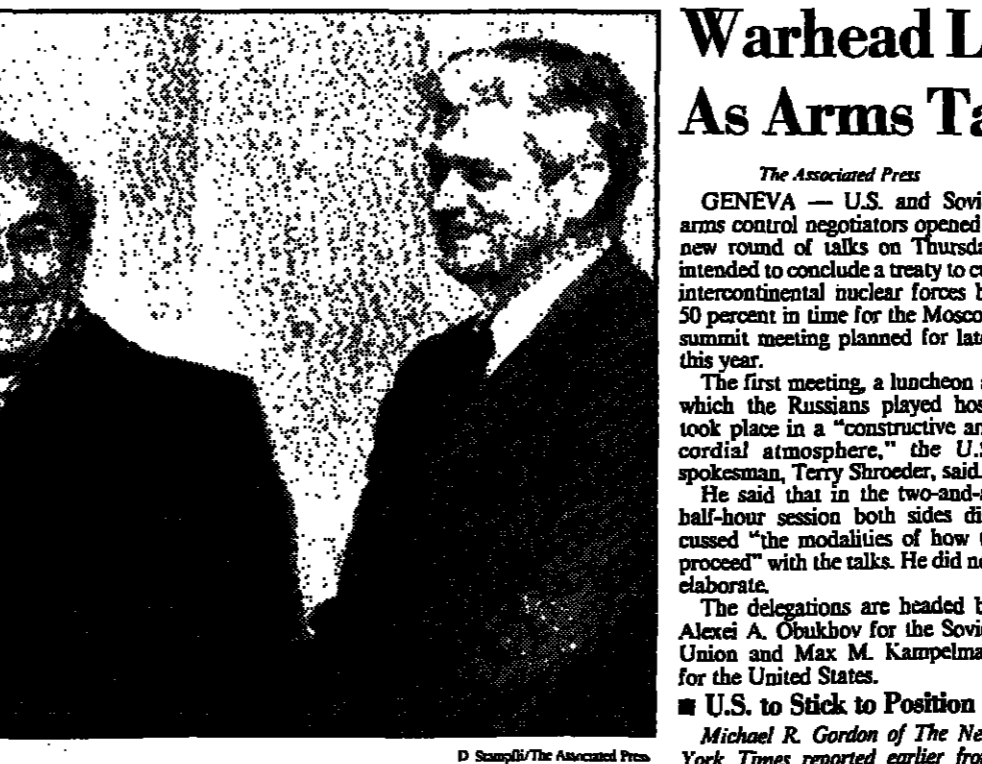 Warhead L
As Arms Ta
The Associated Press
GENEVA — U.S. and Sovi
arms control negotiators opened
new round of talks on Thursda
intended to conclude a treaty to cu
intercontinental nuclear forces b
50 percent in time for the Mosco
summit meeting planned for late
this year.
The first meeting, a luncheon a
which the Russians played hos
took place in a "constructive an
cordial atmosphere," the U.S
spokesman, Terry Shroeder, said.
He said that in the two-and-a
half-hour session both sides di
cussed "the modalities of how t
proceed" with the talks. He did no
elaborate.
The delegations are headed b
Alexei A. Obukhov for the Sovie
Union and Max M. Kampelma
for the United States.
■ U.S. to Stick to Position
Michael R. Gordon of The Ne
York Times reported earlier fro
D Stampfli/The Associated Press